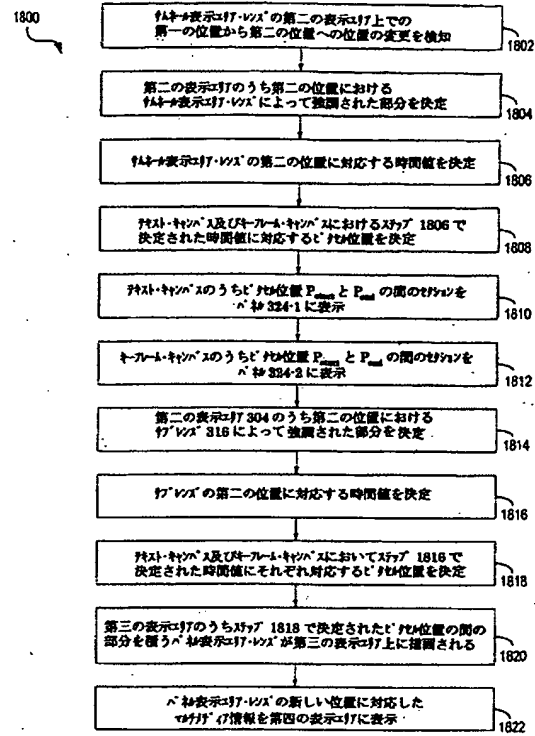 1800
サムネール表示エリア・レンズの第二の表示エリア上での
第一の位置から第二の位置への位置の変更を検知
1802
第二の表示エリアのうち第二の位置における
サムネール表示エリア・レンズによって強調された部分を決定
1804
サムネール表示エリア・レンズの第二の位置に対応する時間値を決定
1806
テキスト・キャンバス及びキーフレーム・キャンバスにおけるステップ 1806 で
決定された時間値に対応するピクセル位置を決定
1808
テキスト・キャンバスのうちピクセル位置 Pstart と Pend の間のセクションを
パネル 324-1 に表示
1810
キーフレーム・キャンバスのうちピクセル位置 Pstart と Pend の間のセクションを
パネル 324-2 に表示
1812
第二の表示エリア 304 のうち第二の位置における
サブレンズ 316 によって強調された部分を決定
1814
サブレンズの第二の位置に対応する時間値を決定
1816
テキスト・キャンバス及びキーフレーム・キャンバスにおいてステップ 1816 で
決定された時間値にそれぞれ対応するピクセル位置を決定
1818
第三の表示エリアのうちステップ 1818 で決定されたピクセル位置の間の
部分を覆うパネル表示エリア・レンズが第三の表示エリア上に描画される
1820
パネル表示エリア・レンズの新しい位置に対応した
マルチメディア情報を第四の表示エリアに表示
1822